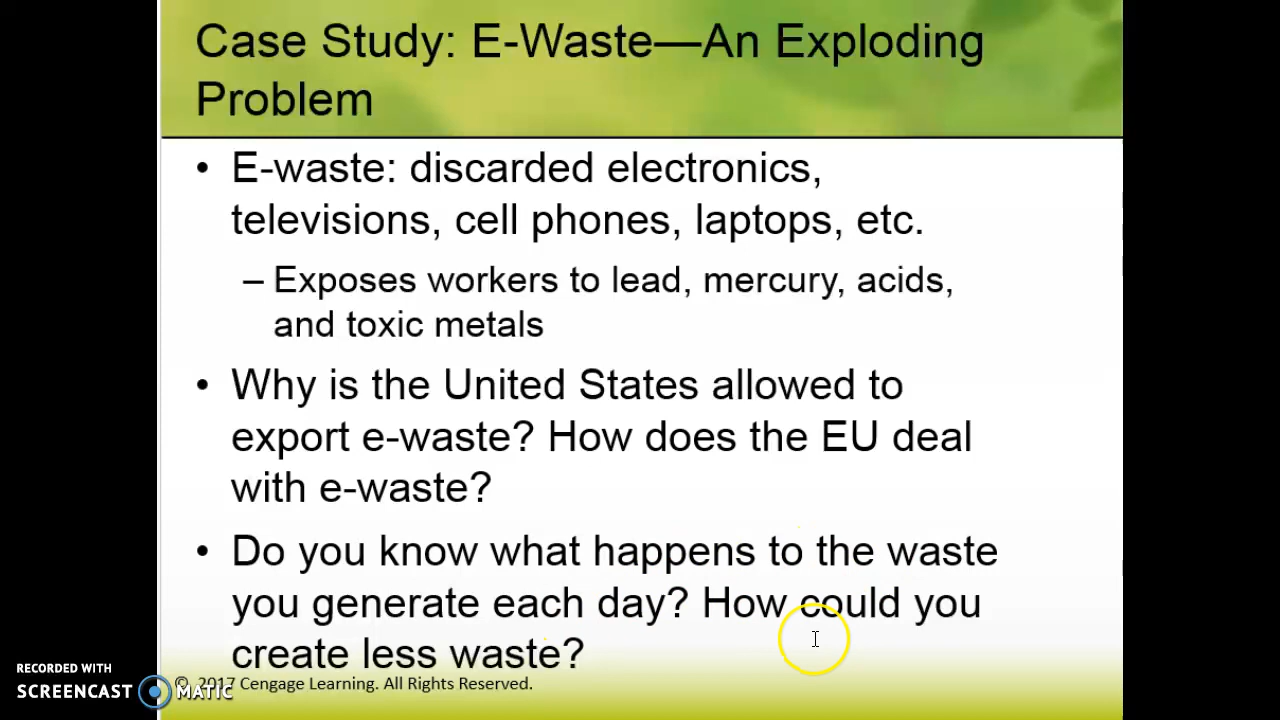 Case Study: E-Waste—An Exploding
Problem
• E-waste: discarded electronics,
televisions, cell phones, laptops, etc.
– Exposes workers to lead, mercury, acids,
and toxic metals
• Why is the United States allowed to
export e-waste? How does the EU deal
with e-waste?
• Do you know what happens to the waste
you generate each day? How could you
create less waste?
© 2017 Cengage Learning. All Rights Reserved.
RECORDED WITH
SCREENCAST MATIC